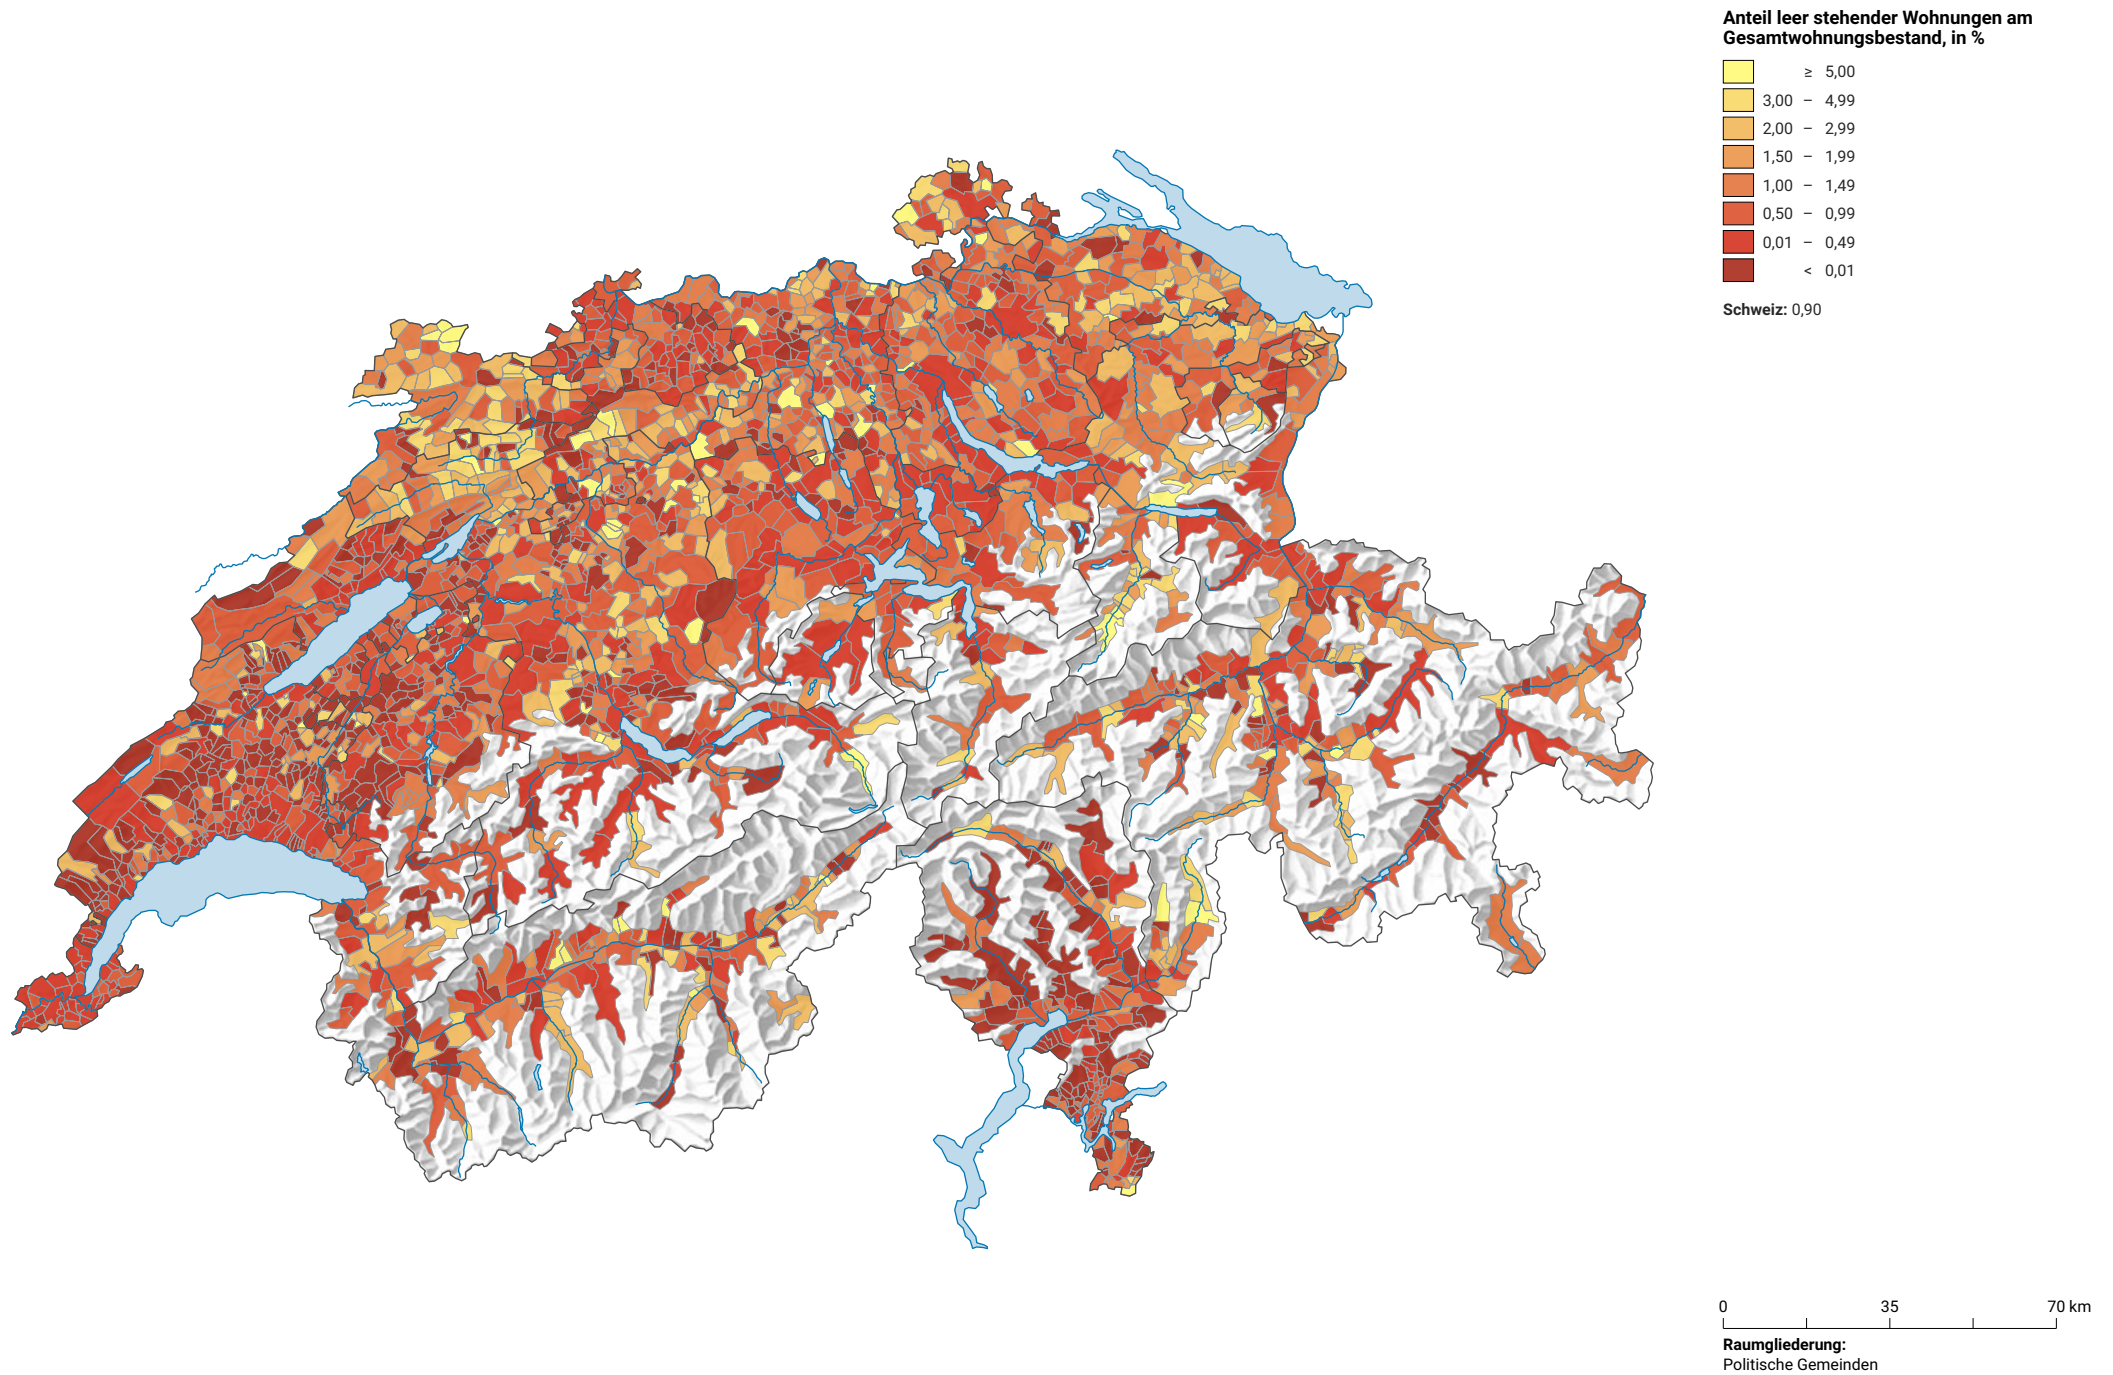 Anteil leer stehender Wohnungen am
Gesamtwohnungsbestand, in %
≥ 5,00
3,00 – 4,99
2,00 – 2,99
1,50 – 1,99
1,00 – 1,49
0,50 – 0,99
0,01 – 0,49
< 0,01
Schweiz: 0,90
0 35 70 km
Raumgliederung:
Politische Gemeinden